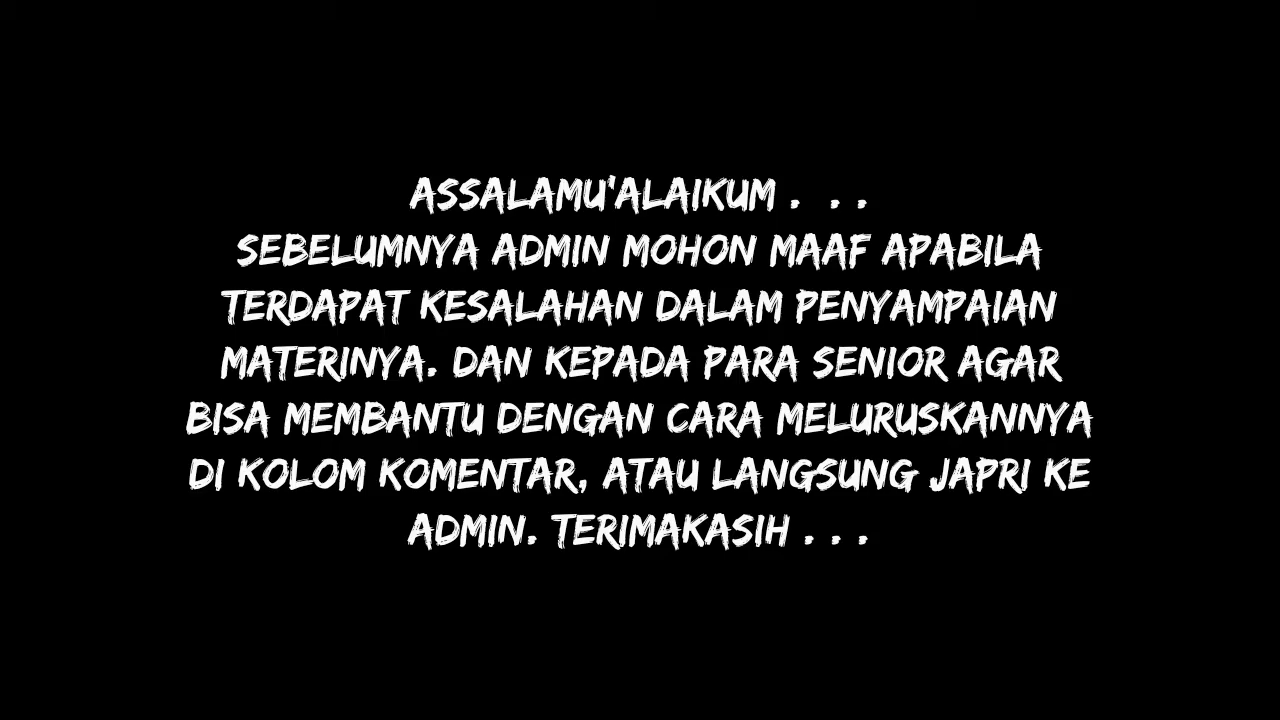 ASSALAMU'ALAIKUM .  . .
SEBELUMNYA ADMIN MOHON MAAF APABILA
TERDAPAT KESALAHAN DALAM PENYAMPAIAN
MATERINYA. DAN KEPADA PARA SENIOR AGAR
BISA MEMBANTU DENGAN CARA MELURUSKANNYA
DI KOLOM KOMENTAR, ATAU LANGSUNG JAPRI KE
ADMIN. TERIMAKASIH . . .